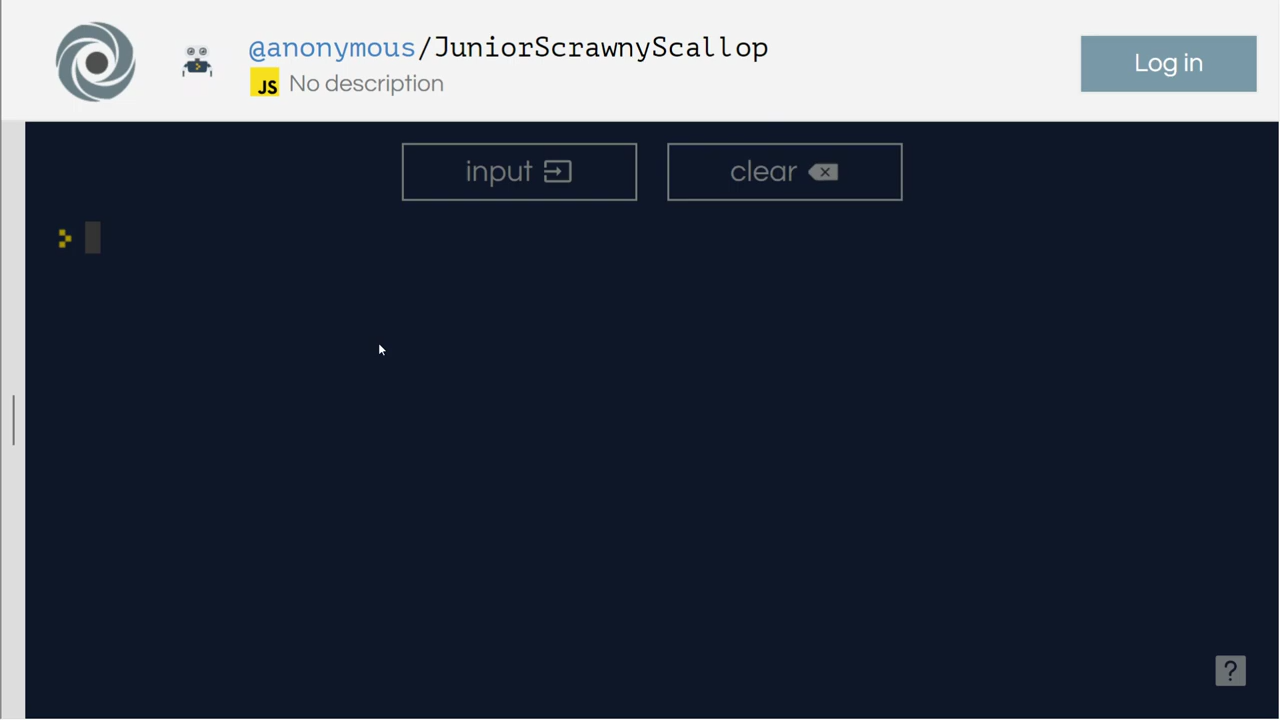 @anonymous/JuniorScrawnyScallop
JS No description
Log in
input
clear
?